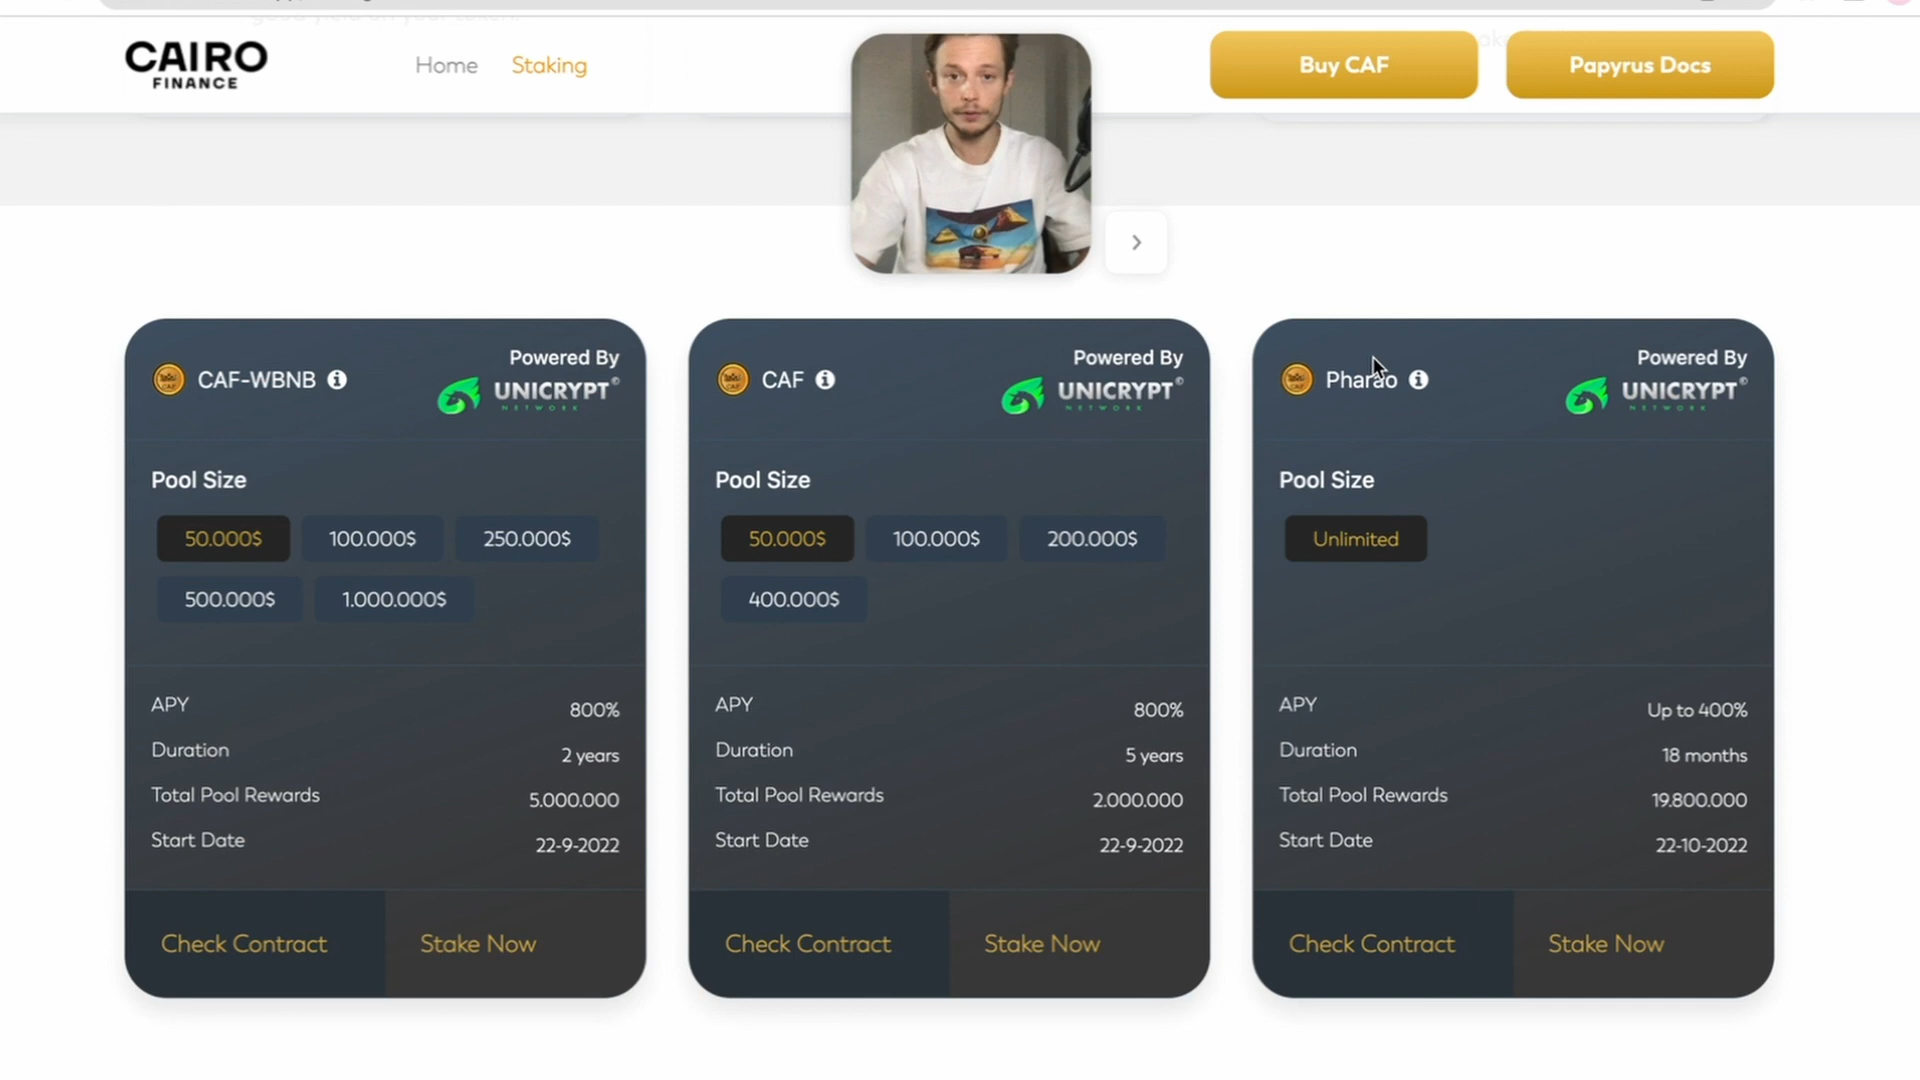 CAIRO
FINANCE
Home
Staking
Buy CAF
Papyrus Docs
CAF-WBNB
Powered By
UNICRYPT
NETWORK
Pool Size
50.000$
100.000$
250.000$
500.000$
1.000.000$
APY
800%
Duration
2 years
Total Pool Rewards
5.000.000
Start Date
22-9-2022
Check Contract
Stake Now
CAF
Powered By
UNICRYPT
NETWORK
Pool Size
50.000$
100.000$
200.000$
400.000$
APY
800%
Duration
5 years
Total Pool Rewards
2.000.000
Start Date
22-9-2022
Check Contract
Stake Now
Pharao
Powered By
UNICRYPT
NETWORK
Pool Size
Unlimited
APY
Up to 400%
Duration
18 months
Total Pool Rewards
19.800.000
Start Date
22-10-2022
Check Contract
Stake Now